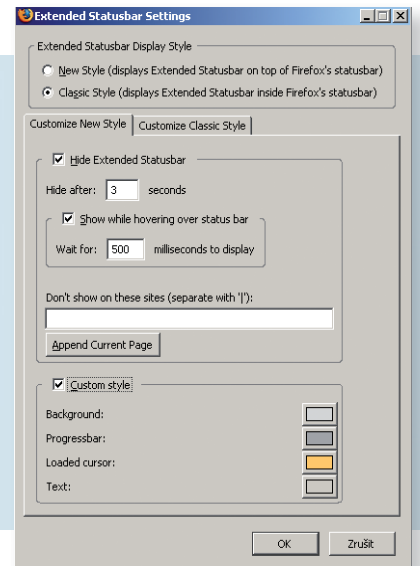 Extended Statusbar Settings
Extended Statusbar Display Style
New Style (displays Extended Statusbar on top of Firefox's statusbar)
Classic Style (displays Extended Statusbar inside Firefox's statusbar)
Customize New Style Customize Classic Style
Hide Extended Statusbar
Hide after: 3 seconds
Show while hovering over status bar
Wait for: 500 milliseconds to display
Don't show on these sites (separate with '|'):
Append Current Page
Custom style
Background:
Progressbar:
Loaded cursor:
Text:
OK Zrušit